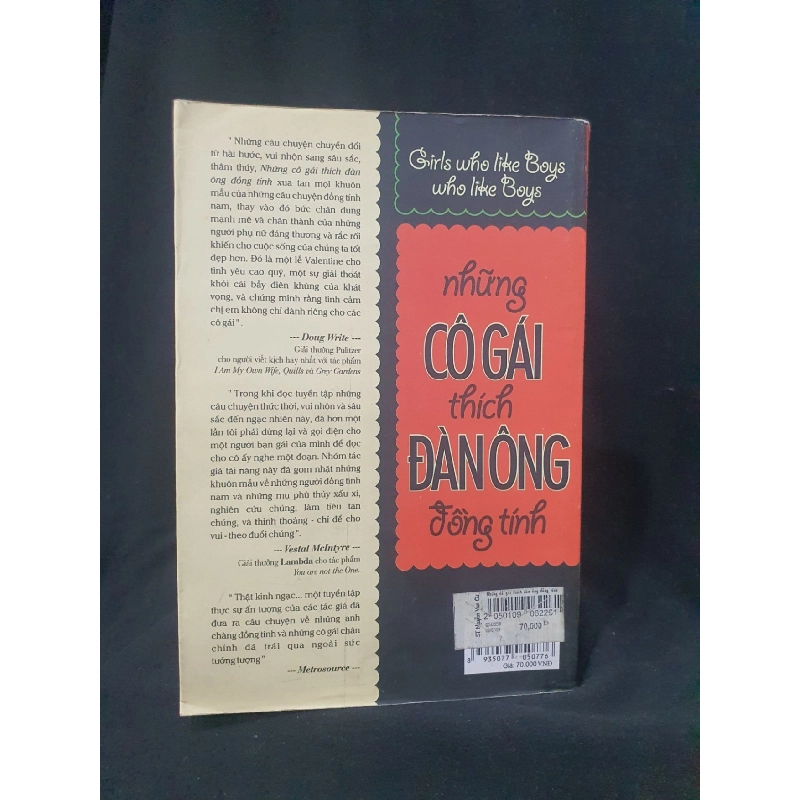 "Những câu chuyện chuyển đổi
từ hài hước, vui nhộn sang sâu sắc,
thâm thúy, Những cô gái thích đàn
ông đồng tính xua tan mọi khuôn
mẫu của những câu chuyện đồng tính
nam, thay vào đó bức chân dung
mạnh mẽ và chân thành của những
người phụ nữ đáng thương và rắc rối
khiến cho cuộc sống của chúng ta tốt
đẹp hơn. Đó là một lễ Valentine cho
tình yêu cao quý, một sự giải thoát
khỏi cái bẫy điên khùng của khát
vọng, và chứng minh rằng tình cảm
chị em không chỉ dành riêng cho các
cô gái".
--- Doug Write ---
Giải thưởng Pulitzer
cho người viết kịch hay nhất với tác phẩm
I Am My Own Wife, Quills và Grey Gardens
"Trong khi đọc tuyển tập những
câu chuyện thức thời, vui nhộn và sâu
sắc đến ngạc nhiên này, đã hơn một
lần tôi phải dừng lại và gọi điện cho
một người bạn gái của mình để đọc
cho cô ấy nghe một đoạn. Nhóm tác
giả tài năng này đã gom nhặt những
khuôn mẫu về những người đồng tính
nam và những mụ phù thủy xấu xí,
nghiên cứu chúng, làm tiêu tan
chúng, và thỉnh thoảng - chỉ để cho
vui - theo đuổi chúng".
--- Vestal McIntyre ---
Giải thưởng Lambda cho tác phẩm
You are not the One.
"Thật kinh ngạc... một tuyển tập
thực sự ấn tượng của các tác giả đã
đưa ra câu chuyện về những anh
chàng đồng tính và những cô gái chân
chính đã trải qua ngoài sức
tưởng tượng"
--- Metrosource ---
Girls who like Boys
who like Boys
những
CÔ GÁI
thích
ĐÀN ÔNG
đồng tính
Những cô gái thích đàn ông đồng tính
2 050109 052201
70,000 Đ
8 935077 050776
Giá: 70.000 VNĐ